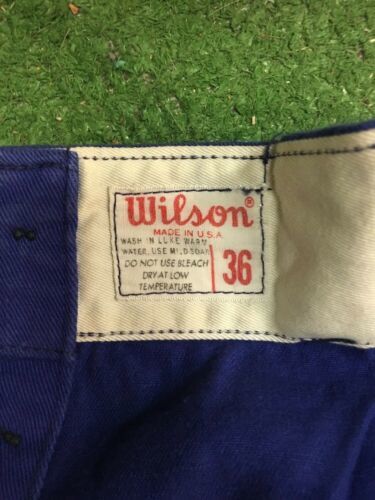 Wilson®
MADE IN U.S.A.
WASH IN LUKE WARM
WATER, USE MILD SOAP
DO NOT USE BLEACH
DRY AT LOW
TEMPERATURE
36